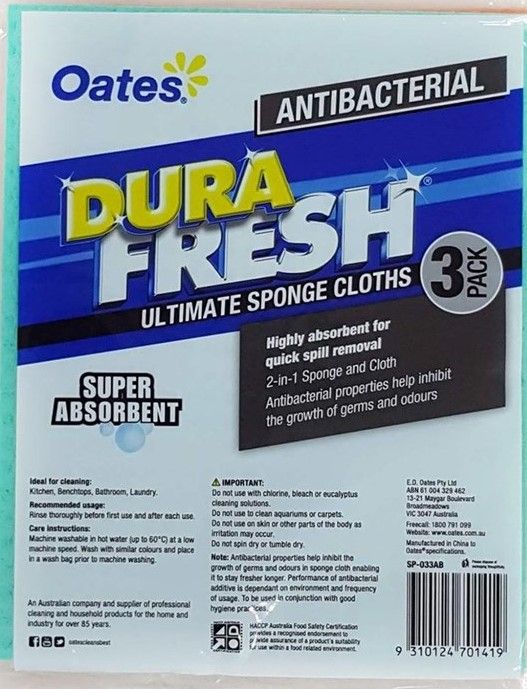 Oates®
ANTIBACTERIAL
DURA
FRESH®
ULTIMATE SPONGE CLOTHS
3 PACK
Highly absorbent for
quick spill removal
2-in-1 Sponge and Cloth
Antibacterial properties help inhibit
the growth of germs and odours
SUPER
ABSORBENT
Ideal for cleaning:
Kitchen, Benchtops, Bathroom, Laundry.
Recommended usage:
Rinse thoroughly before first use and after each use.
Care instructions:
Machine washable in hot water (up to 60°C) at a low
machine speed. Wash with similar colours and place
in a wash bag prior to machine washing.
An Australian company and supplier of professional
cleaning and household products for the home and
industry for over 85 years.
oatescleansbest
IMPORTANT:
Do not use with chlorine, bleach or eucalyptus
cleaning solutions.
Do not use to clean aquariums or carpets.
Do not use on skin or other parts of the body as
irritation may occur.
Do not spin dry or tumble dry.
Note: Antibacterial properties help inhibit the
growth of germs and odours in sponge cloth enabling
it to stay fresher longer. Performance of antibacterial
additive is dependant on environment and frequency
of usage. To be used in conjunction with good
hygiene practices.
HACCP Australia Food Safety Certification
provides a recognised endorsement to
provide assurance of a product's suitability
for use within a food related environment.
E.D. Oates Pty Ltd
ABN 61 004 329 462
13-21 Maygar Boulevard
Broadmeadows
VIC 3047 Australia
Freecall: 1800 791 099
Website: www.oates.com.au
Manufactured in China to
Oates® specifications.
SP-033AB
Please dispose of
packaging thoughtfully
9 310124 701419